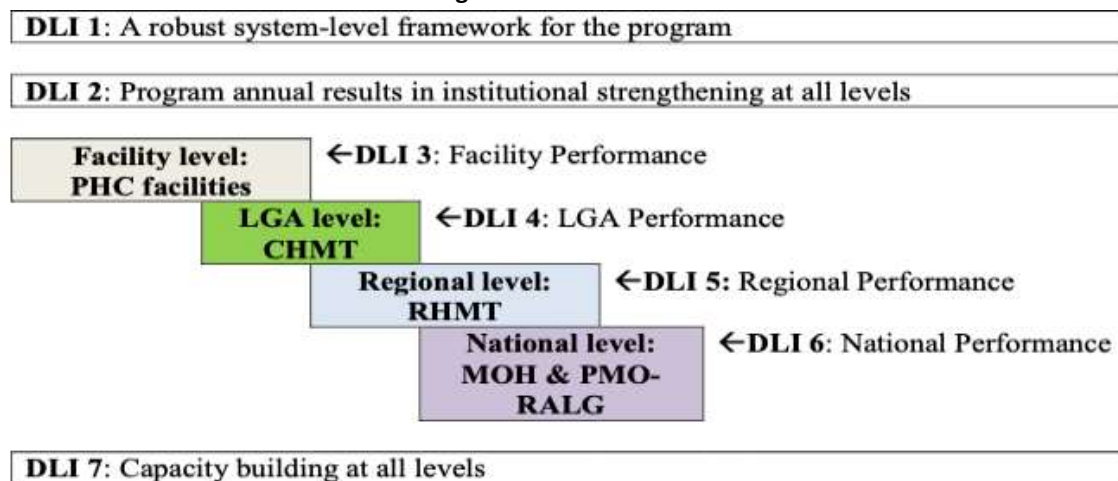 DLI 1: A robust system-level framework for the program
DLI 2: Program annual results in institutional strengthening at all levels
Facility level:
PHC facilities
←DLI 3: Facility Performance
LGA level:
CHMT
←DLI 4: LGA Performance
Regional level:
RHMT
←DLI 5: Regional Performance
National level:
MOH & PMO-
RALG
←DLI 6: National Performance
DLI 7: Capacity building at all levels